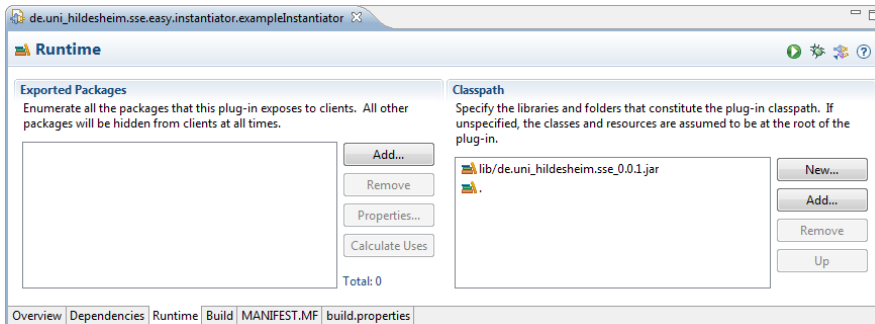 de.uni_hildesheim.sse.easy.instantiator.exampleInstantiator
Runtime
Exported Packages
Enumerate all the packages that this plug-in exposes to clients. All other
packages will be hidden from clients at all times.
Add...
Remove
Properties...
Calculate Uses
Total: 0
Classpath
Specify the libraries and folders that constitute the plug-in classpath. If
unspecified, the classes and resources are assumed to be at the root of the
plug-in.
lib/de.uni_hildesheim.sse_0.0.1.jar
.
New...
Add...
Remove
Up
Overview Dependencies Runtime Build MANIFEST.MF build.properties